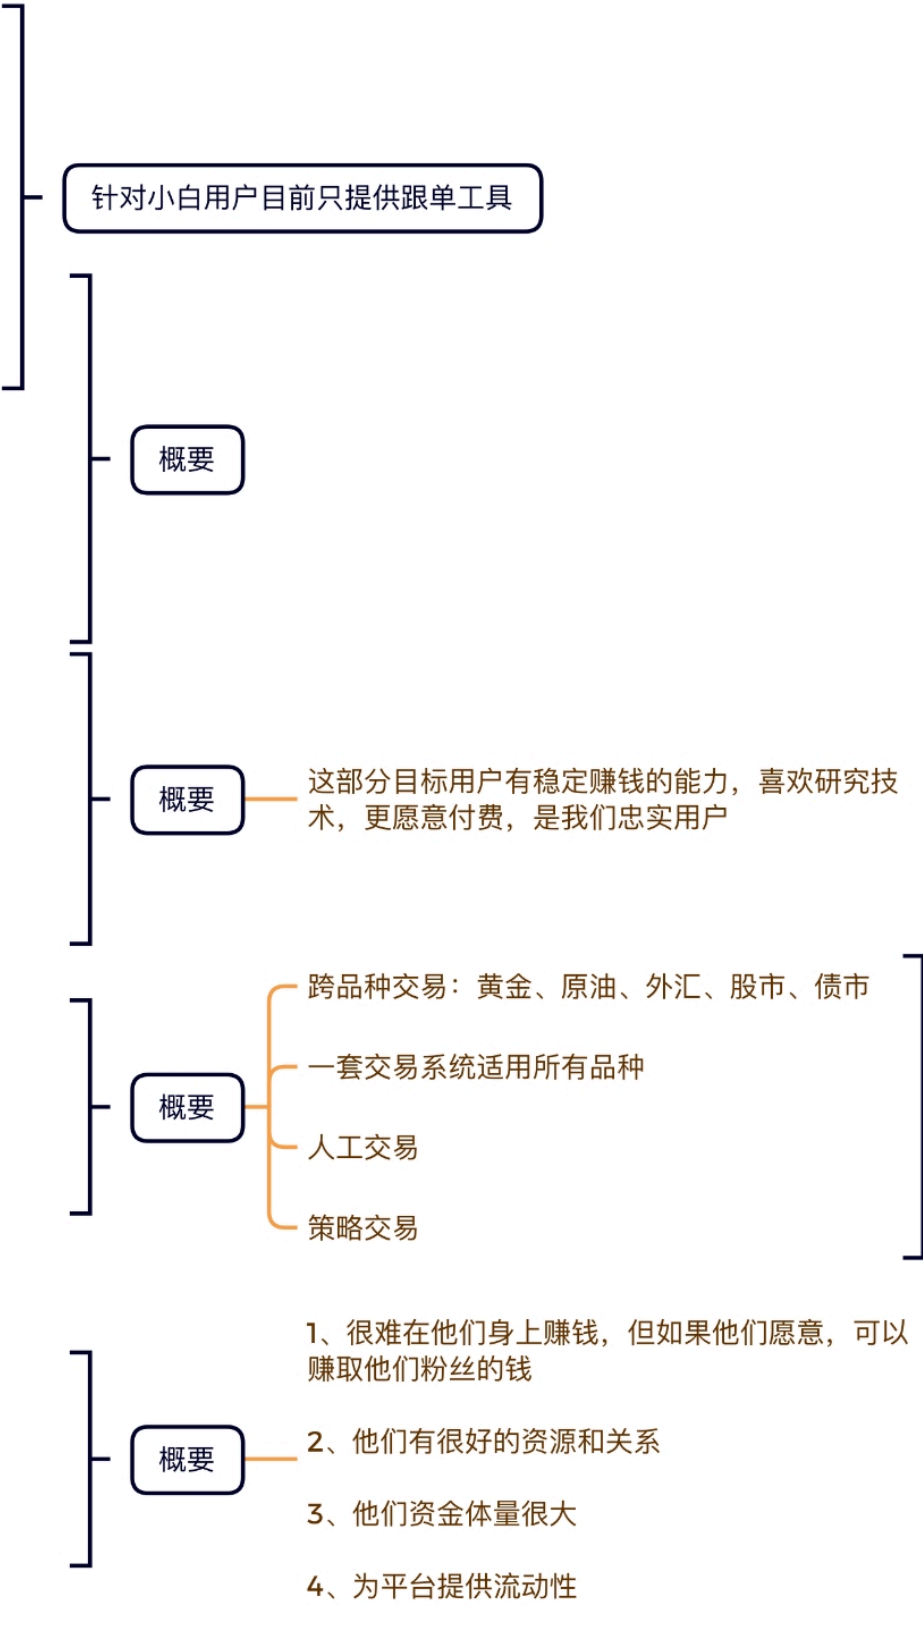 针对小白用户目前只提供跟单工具
概要
概要
这部分目标用户有稳定赚钱的能力，喜欢研究技
术，更愿意付费，是我们忠实用户
跨品种交易：黄金、原油、外汇、股市、债市
一套交易系统适用所有品种
概要
人工交易
策略交易
1、很难在他们身上赚钱，但如果他们愿意，可以
赚取他们粉丝的钱
2、他们有很好的资源和关系
概要
3、他们资金体量很大
4、为平台提供流动性